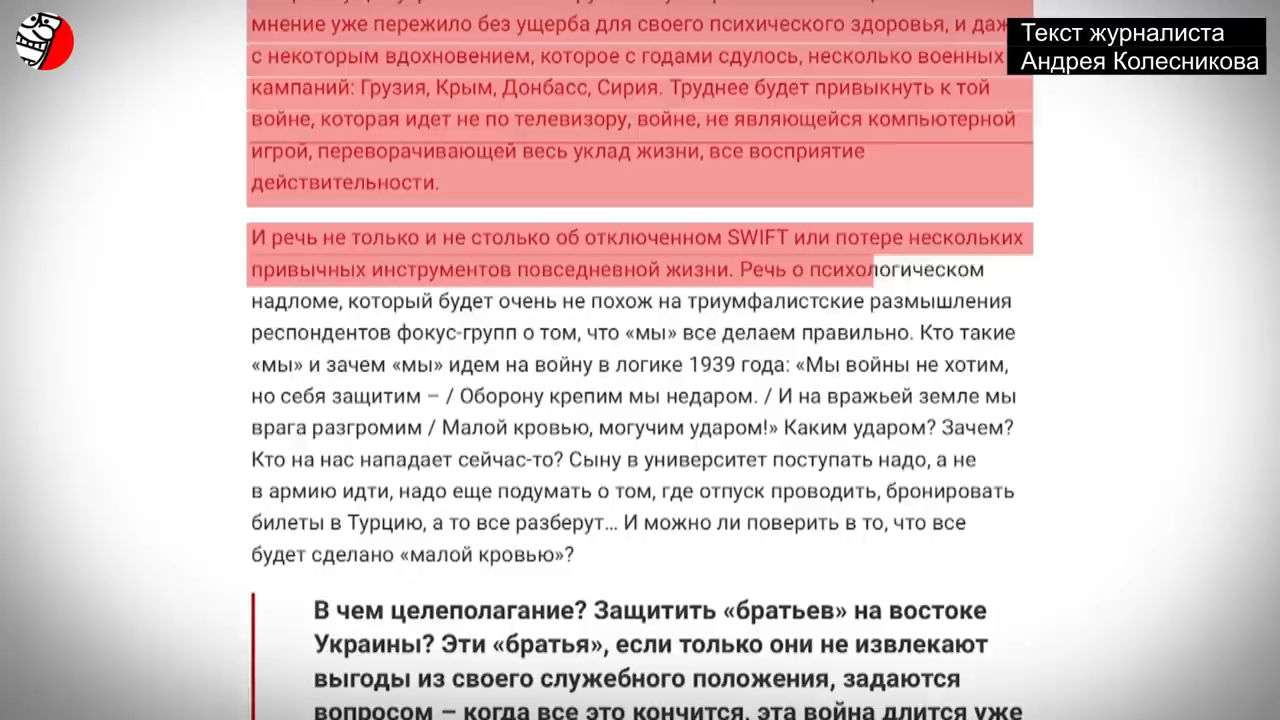 мнение уже пережило без ущерба для своего психического здоровья, и даж
с некоторым вдохновением, которое с годами сдулось, несколько военных
кампаний: Грузия, Крым, Донбасс, Сирия. Труднее будет привыкнуть к той
войне, которая идет не по телевизору, войне, не являющейся компьютерной
игрой, переворачивающей весь уклад жизни, все восприятие
действительности.
Текст журналиста
Андрея Колесникова
И речь не только и не столько об отключенном SWIFT или потере нескольких
привычных инструментов повседневной жизни. Речь о психологическом
надломе, который будет очень не похож на триумфалистские размышления
респондентов фокус-групп о том, что «мы» все делаем правильно. Кто такие
«мы» и зачем «мы» идем на войну в логике 1939 года: «Мы войны не хотим,
но себя защитим – / Оборону крепим мы недаром. / И на вражьей земле мы
врага разгромим / Малой кровью, могучим ударом!» Каким ударом? Зачем?
Кто на нас нападает сейчас-то? Сыну в университет поступать надо, а не
в армию идти, надо еще подумать о том, где отпуск проводить, бронировать
билеты в Турцию, а то все разберут... И можно ли поверить в то, что все
будет сделано «малой кровью»?
В чем целеполагание? Защитить «братьев» на востоке
Украины? Эти «братья», если только они не извлекают
выгоды из своего служебного положения, задаются
вопросом – когда все это кончится, эта война длится уже